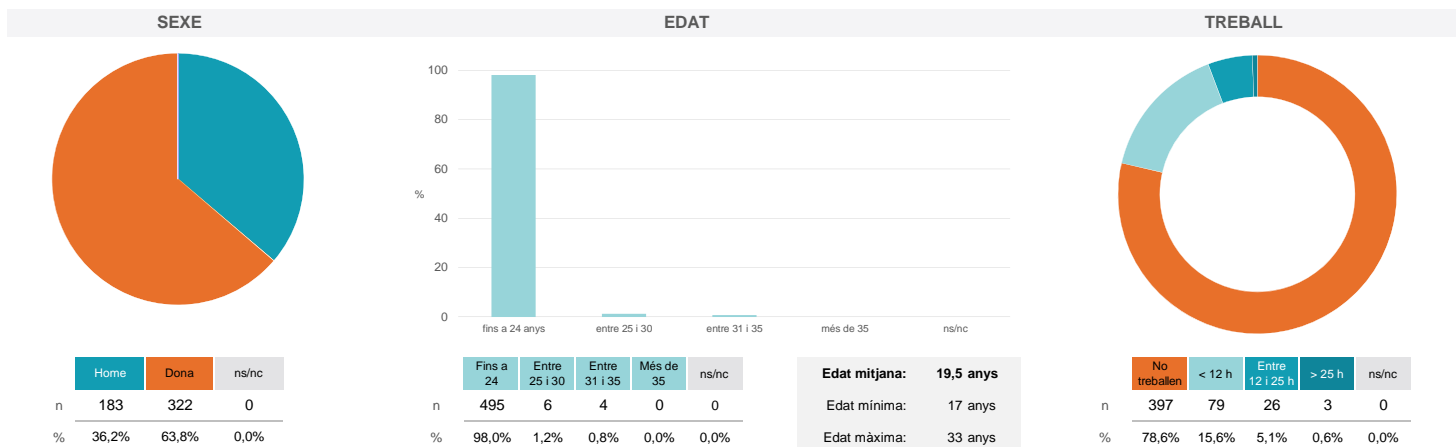 SEXE EDAT TREBALL
100
80
60
%
40
20
0
fins a 24 anys entre 25 i 30 entre 31 i 35 més de 35 ns/nc
Home Dona ns/nc
n 183 322 0
% 36,2% 63,8% 0,0%
Fins a 24 Entre 25 i 30 Entre 31 i 35 Més de 35 ns/nc
n 495 6 4 0 0
% 98,0% 1,2% 0,8% 0,0% 0,0%
Edat mitjana: 19,5 anys
Edat mínima: 17 anys
Edat màxima: 33 anys
No treballen < 12 h Entre 12 i 25 h > 25 h ns/nc
n 397 79 26 3 0
% 78,6% 15,6% 5,1% 0,6% 0,0%